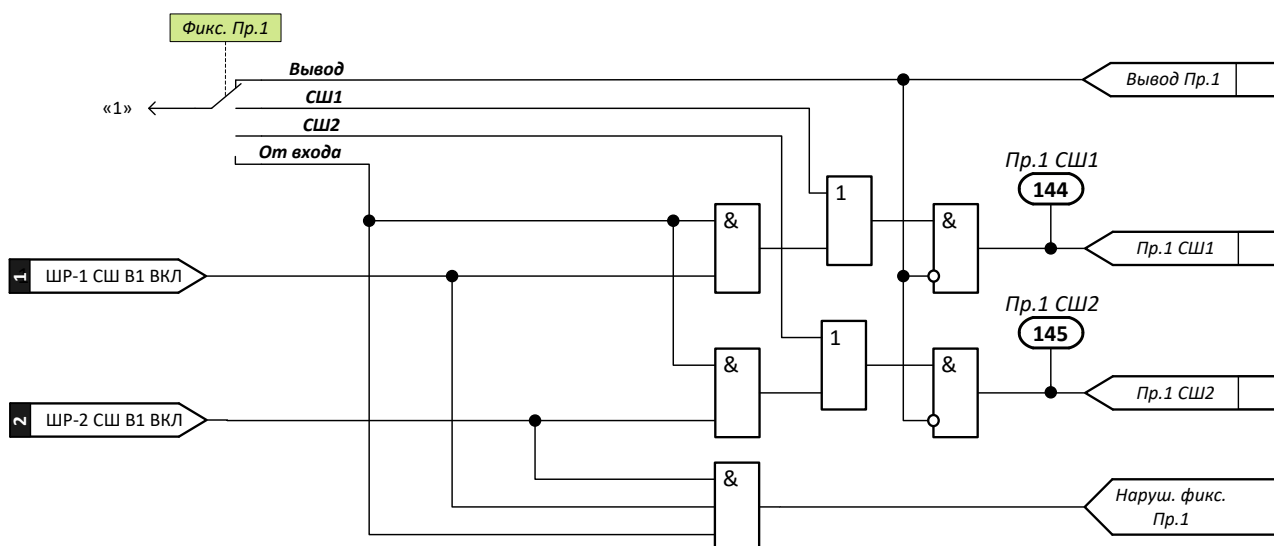 Фикс. Пр.1
Вывод
Вывод Пр.1
«1»
СШ1
СШ2
От входа
Пр.1 СШ1
144
1
&
&
Пр.1 СШ1
1
ШР-1 СШ В1 ВКЛ
Пр.1 СШ2
145
1
&
&
Пр.1 СШ2
2
ШР-2 СШ В1 ВКЛ
&
Наруш. фикс.
Пр.1